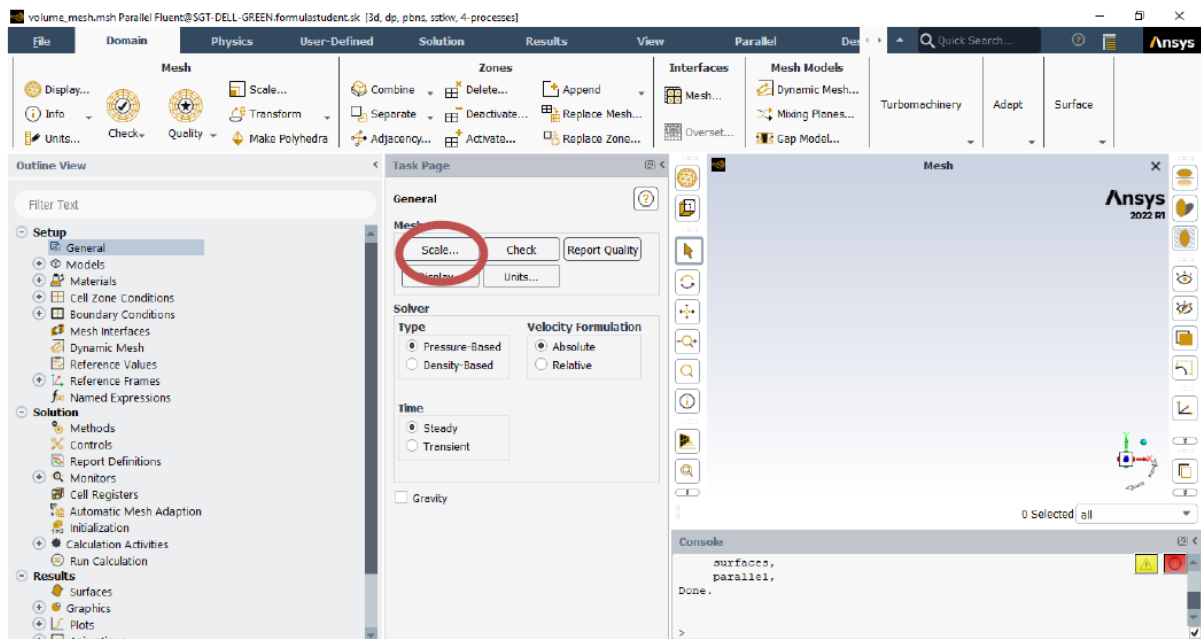 volume_mesh.msh Parallel Fluent@SGT-DELL-GREEN.formulastudent.sk [3d, dp, pbns, sstkw, 4-processes]
File Domain Physics User-Defined Solution Results View Parallel Des Quick Search... Ansys
Mesh
Display...
Info
Units...
Check
Quality
Scale...
Transform
Make Polyhedra
Zones
Combine Delete... Append
Separate Deactivate... Replace Mesh...
Adjacency... Activate... Replace Zone...
Interfaces
Mesh...
Overset...
Mesh Models
Dynamic Mesh...
Mixing Planes...
Gap Model...
Turbomachinery
Adapt
Surface
Outline View
Filter Text
Setup
General
Models
Materials
Cell Zone Conditions
Boundary Conditions
Mesh Interfaces
Dynamic Mesh
Reference Values
Reference Frames
Named Expressions
Solution
Methods
Controls
Report Definitions
Monitors
Cell Registers
Automatic Mesh Adaption
Initialization
Calculation Activities
Run Calculation
Results
Surfaces
Graphics
Plots
Animations
Task Page
General
Mesh
Scale... Check Report Quality
Display... Units...
Solver
Type
Pressure-Based
Density-Based
Velocity Formulation
Absolute
Relative
Time
Steady
Transient
Gravity
Mesh
Ansys
2022 R1
0 Selected all
Console
surfaces,
parallel,
Done.
>